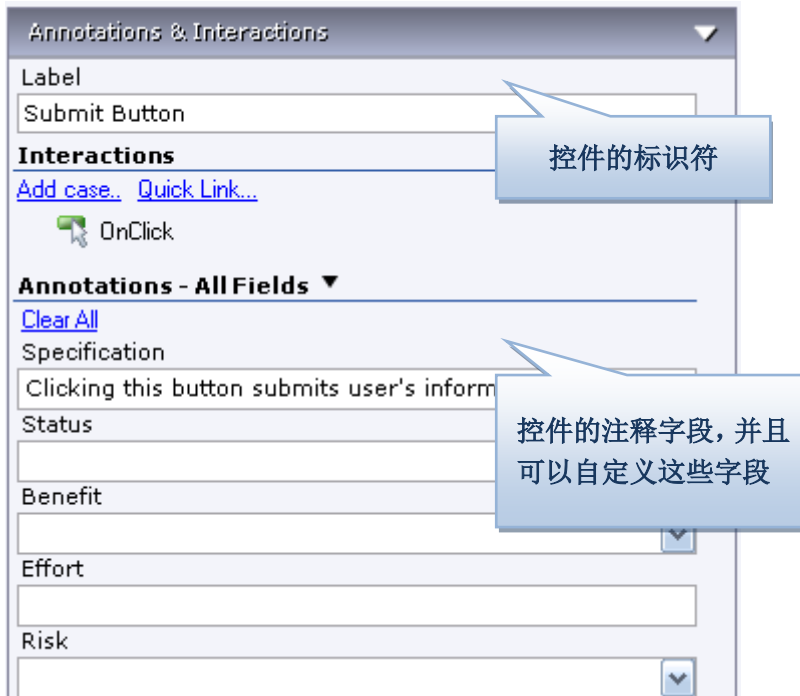 Annotations & Interactions
Label
Submit Button
控件的标识符
Interactions
Add case.. Quick Link...
OnClick
Annotations - All Fields ▼
Clear All
Specification
Clicking this button submits user's inform
控件的注释字段，并且
可以自定义这些字段
Status
Benefit
Effort
Risk